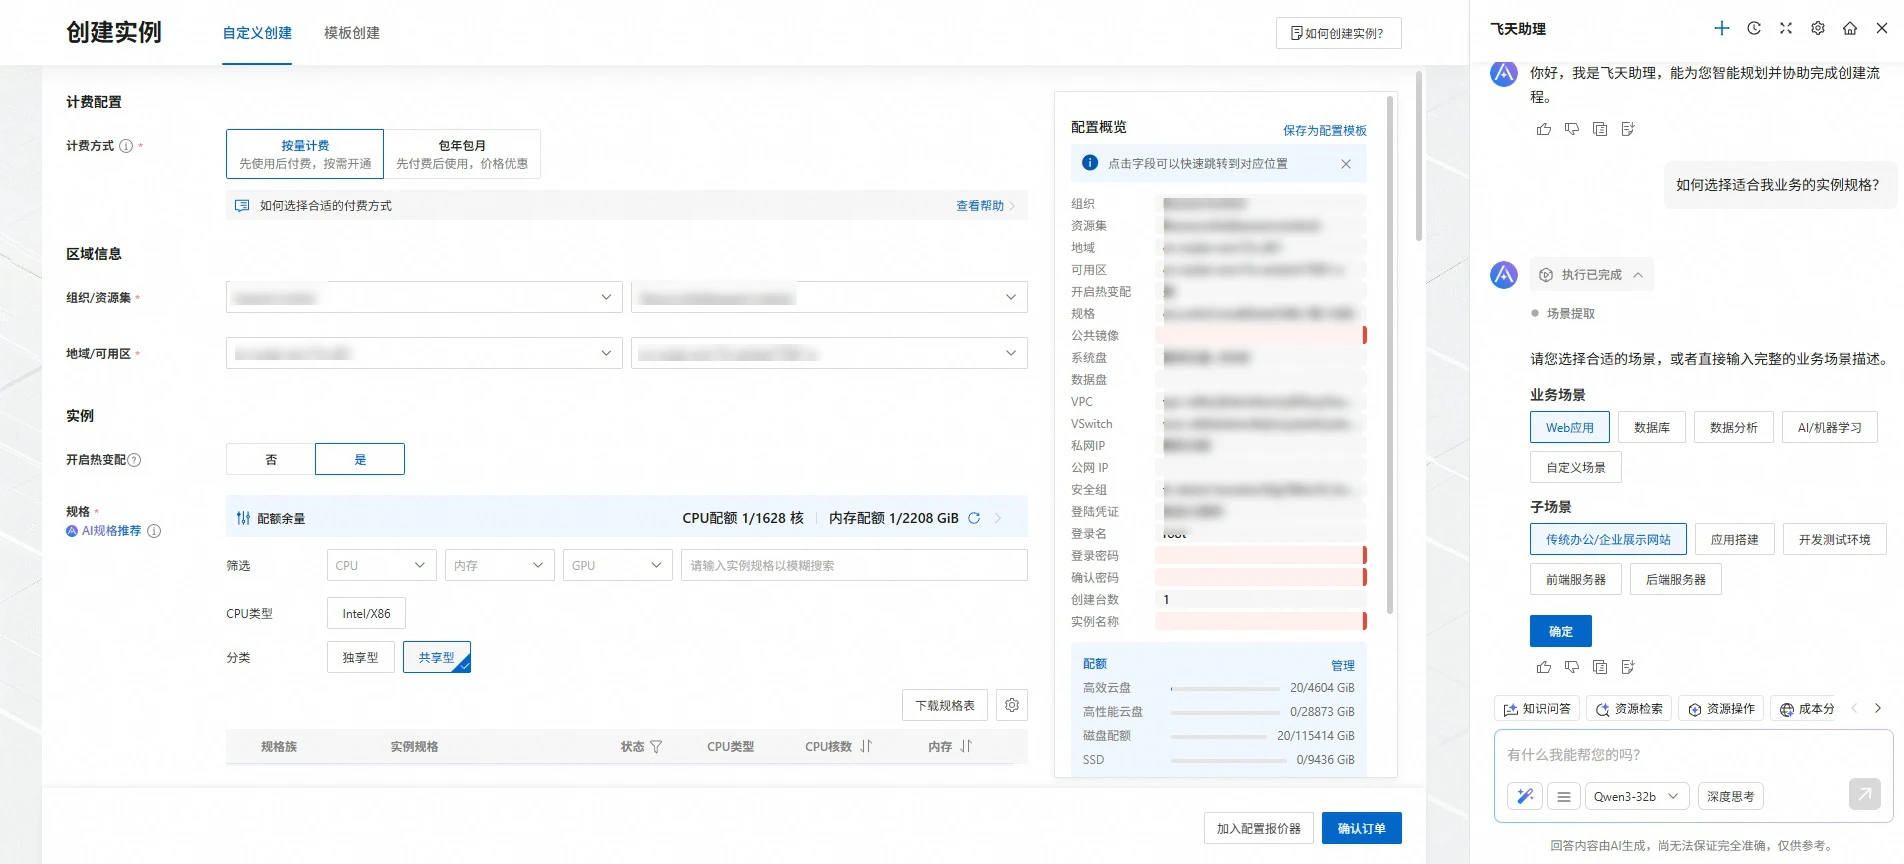 创建实例
自定义创建
模板创建
如何创建实例？
计费配置
计费方式 *
按量计费
先使用后付费，按需开通
包年包月
先付费后使用，价格优惠
如何选择合适的付费方式
查看帮助
区域信息
组织/资源集 *
地域/可用区 *
实例
开启热变配
否
是
规格 *
AI规格推荐
配额余量
CPU配额 1/1628 核
内存配额 1/2208 GiB
筛选
CPU
内存
GPU
请输入实例规格以模糊搜索
CPU类型
Intel/X86
分类
独享型
共享型
下载规格表
规格族
实例规格
状态
CPU类型
CPU核数
内存
加入配置报价器
确认订单
配置概览
保存为配置模板
点击字段可以快速跳转到对应位置
组织
资源集
地域
可用区
开启热变配
规格
公共镜像
系统盘
数据盘
VPC
VSwitch
私网IP
公网 IP
安全组
登陆凭证
登录名
root
登录密码
确认密码
创建台数
1
实例名称
配额
管理
高效云盘
20/4604 GiB
高性能云盘
0/28873 GiB
磁盘配额
20/115414 GiB
SSD
0/9436 GiB
飞天助理
你好，我是飞天助理，能为您智能规划并协助完成创建流
程。
如何选择适合我业务的实例规格？
执行已完成
场景提取
请您选择合适的场景，或者直接输入完整的业务场景描述。
业务场景
Web应用
数据库
数据分析
AI/机器学习
自定义场景
子场景
传统办公/企业展示网站
应用搭建
开发测试环境
前端服务器
后端服务器
确定
知识问答
资源检索
资源操作
成本分
有什么我能帮您的吗？
Qwen3-32b
深度思考
回答内容由AI生成，尚无法保证完全准确，仅供参考。